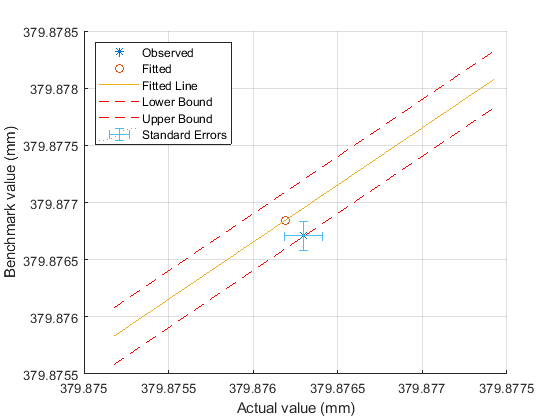 379.8785
379.878
379.8775
379.877
379.8765
379.876
379.8755
Benchmark value (mm)
Observed
Fitted
Fitted Line
Lower Bound
Upper Bound
Standard Errors
379.875 379.8755 379.876 379.8765 379.877 379.8775
Actual value (mm)